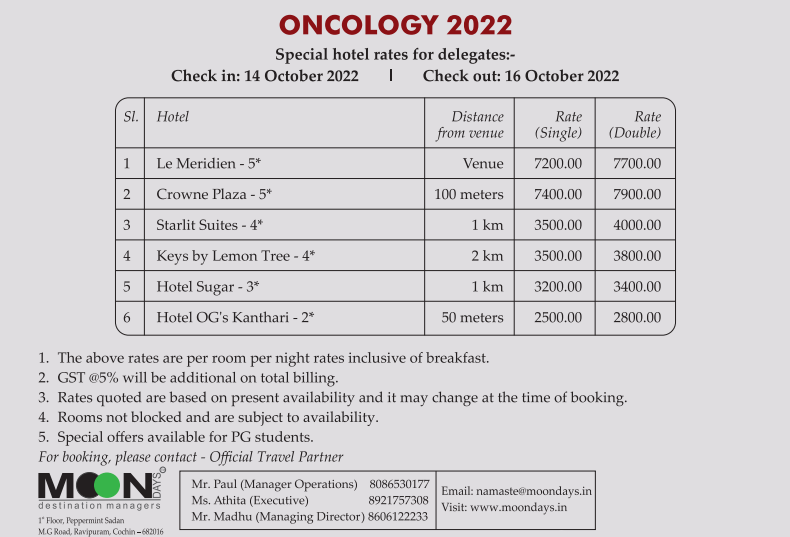 ONCOLOGY 2022
Special hotel rates for delegates:-
Check in: 14 October 2022 | Check out: 16 October 2022
Sl. Hotel Distance from venue Rate (Single) Rate (Double)
1 Le Meridien - 5* Venue 7200.00 7700.00
2 Crowne Plaza - 5* 100 meters 7400.00 7900.00
3 Starlit Suites - 4* 1 km 3500.00 4000.00
4 Keys by Lemon Tree - 4* 2 km 3500.00 3800.00
5 Hotel Sugar - 3* 1 km 3200.00 3400.00
6 Hotel OG's Kanthari - 2* 50 meters 2500.00 2800.00
1. The above rates are per room per night rates inclusive of breakfast.
2. GST @5% will be additional on total billing.
3. Rates quoted are based on present availability and it may change at the time of booking.
4. Rooms not blocked and are subject to availability.
5. Special offers available for PG students.
For booking, please contact - Official Travel Partner
MOON DAYS
destination managers
1st Floor, Peppermint Sadan
M.G Road, Ravipuram, Cochin – 682016
Mr. Paul (Manager Operations) 8086530177
Ms. Athita (Executive) 8921757308
Mr. Madhu (Managing Director) 8606122233
Email: namaste@moondays.in
Visit: www.moondays.in